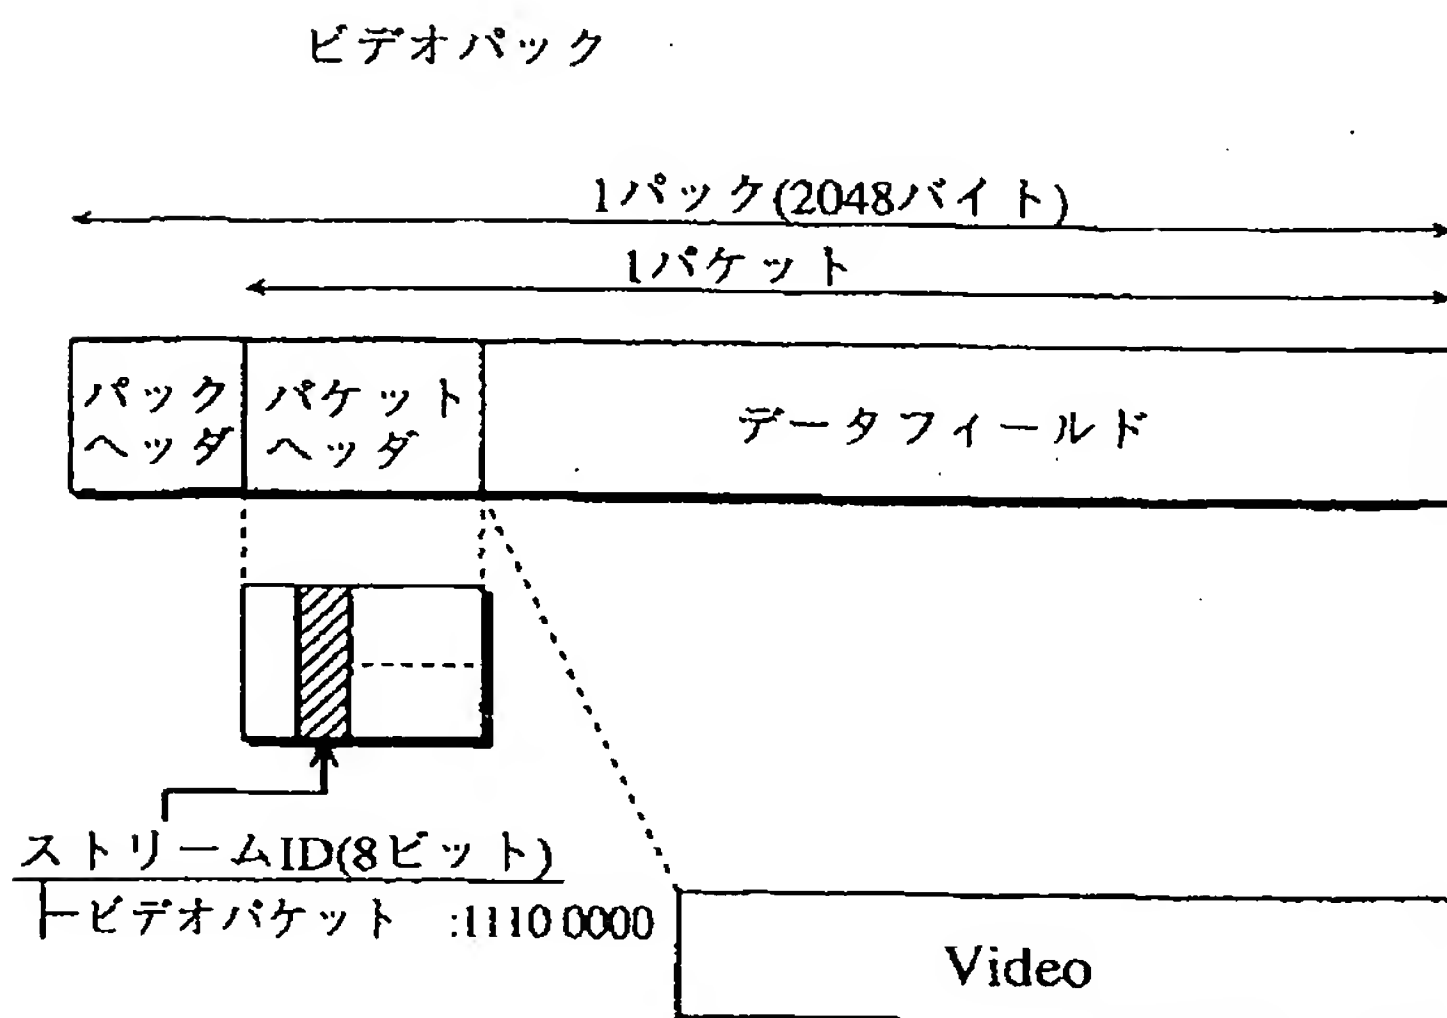 ビデオパック
1パック(2048バイト)
1パケット
パック
ヘッダ
パケット
ヘッダ
データフィールド
ストリームID(8ビット)
ビデオパケット :1110 0000
Video